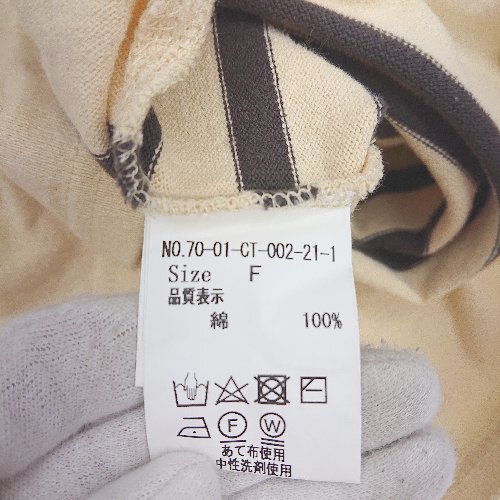 NO.70-01-CT-002-21-1
Size F
品質表示
綿 100%
F W
あて布使用
中性洗剤使用